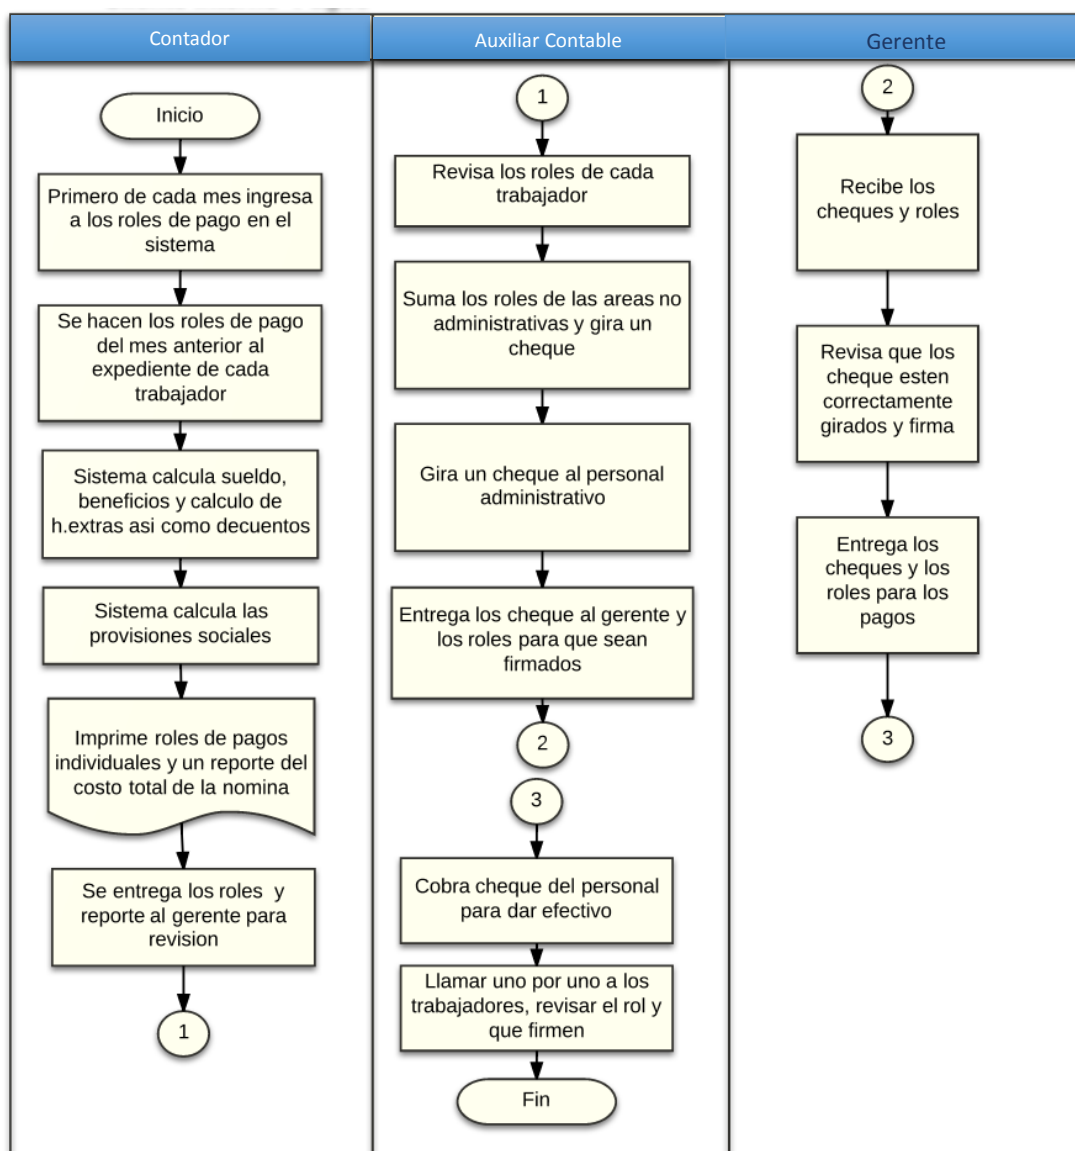 Contador
Inicio
Primero de cada mes ingresa
a los roles de pago en el
sistema
Se hacen los roles de pago
del mes anterior al
expediente de cada
trabajador
Sistema calcula sueldo,
beneficios y calculo de
h.extras asi como decuentos
Sistema calcula las
provisiones sociales
Imprime roles de pagos
individuales y un reporte del
costo total de la nomina
Se entrega los roles y
reporte al gerente para
revision
1
Auxiliar Contable
1
Revisa los roles de cada
trabajador
Suma los roles de las areas no
administrativas y gira un
cheque
Gira un cheque al personal
administrativo
Entrega los cheque al gerente y
los roles para que sean
firmados
2
3
Cobra cheque del personal
para dar efectivo
Llamar uno por uno a los
trabajadores, revisar el rol y
que firmen
Fin
Gerente
2
Recibe los
cheques y roles
Revisa que los
cheque esten
correctamente
girados y firma
Entrega los
cheques y los
roles para los
pagos
3